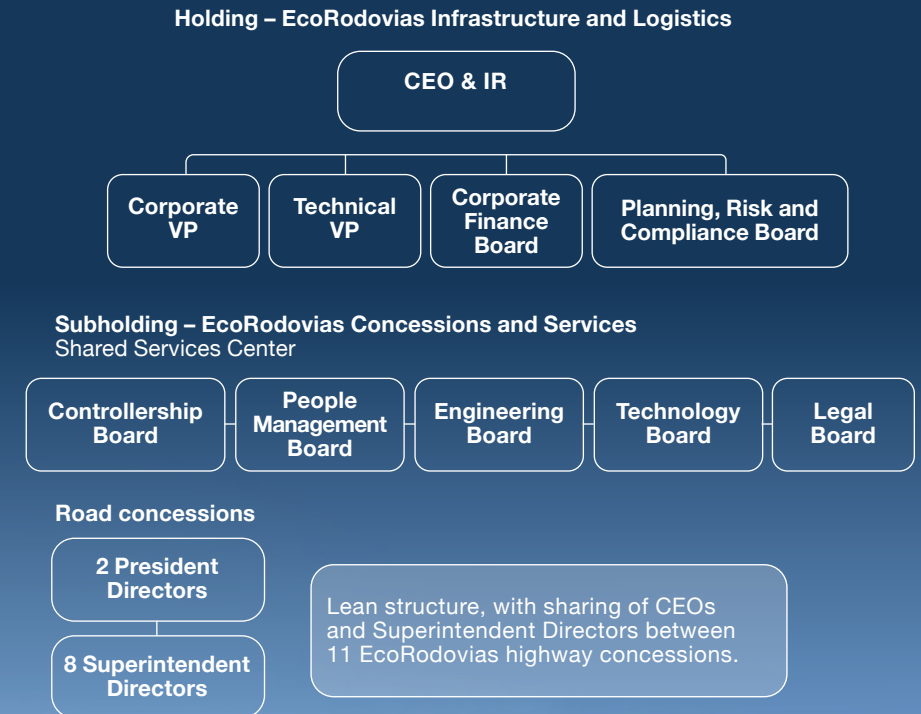 Holding – EcoRodovias Infrastructure and Logistics
CEO & IR
Corporate
VP
Technical
VP
Corporate
Finance
Board
Planning, Risk and
Compliance Board
Subholding – EcoRodovias Concessions and Services
Shared Services Center
Controllership
Board
People
Management
Board
Engineering
Board
Technology
Board
Legal
Board
Road concessions
2 President
Directors
8 Superintendent
Directors
Lean structure, with sharing of CEOs
and Superintendent Directors between
11 EcoRodovias highway concessions.